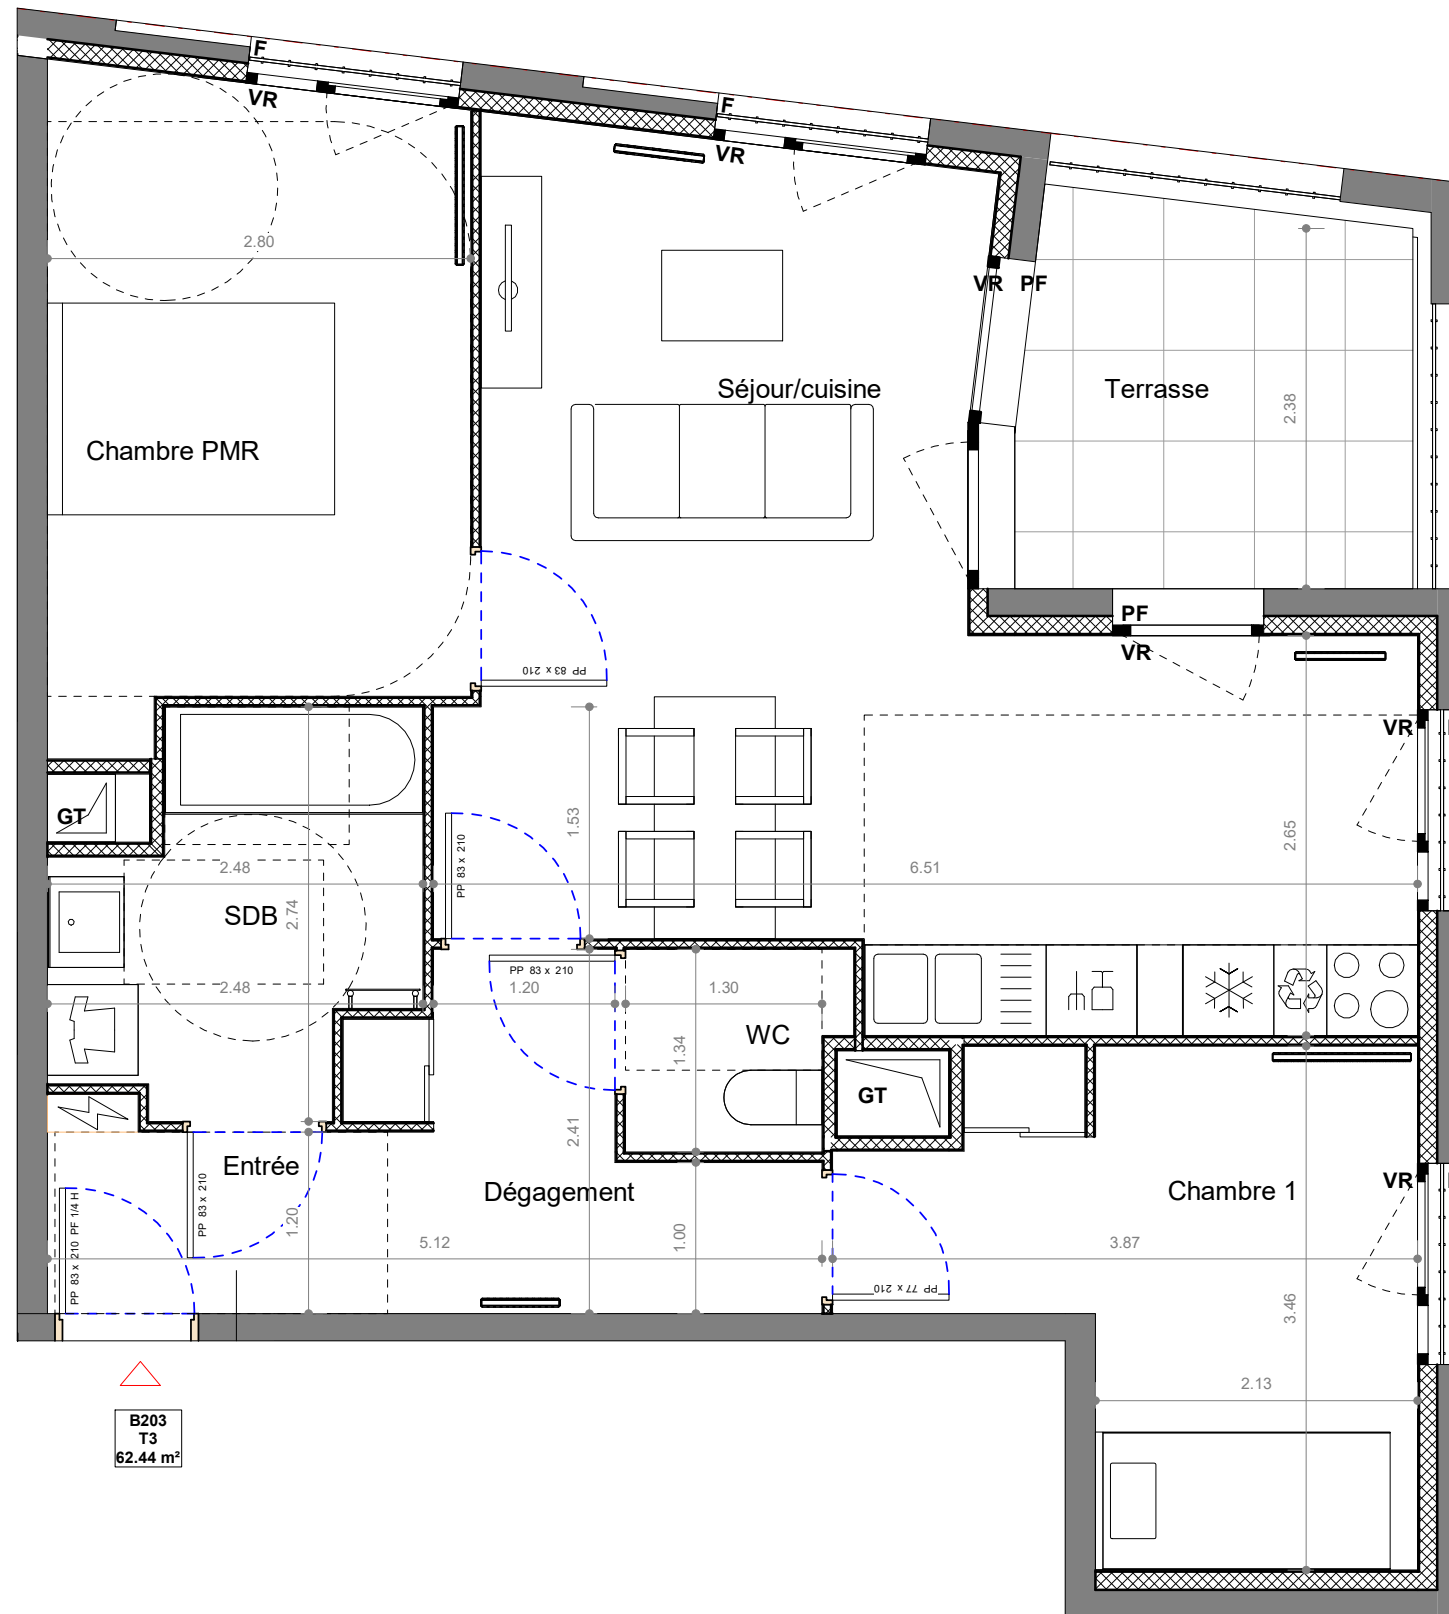 F
VR
F
VR
2.80
VR PF
Séjour/cuisine
Terrasse
2.38
Chambre PMR
PP 83 x 210
PF
VR
VR
GT
1.53
PP 83 x 210
2.65
2.48
6.51
SDB
2.74
PP 83 x 210
2.48
1.20
1.30
WC
1.34
GT
2.41
Entrée
Dégagement
Chambre 1
VR
PP 83 x 210
PP 83 x 210 PF 1/4 H
1.20
5.12
1.00
3.87
PP 77 x 210
3.46
2.13
B203
T3
62.44 m²